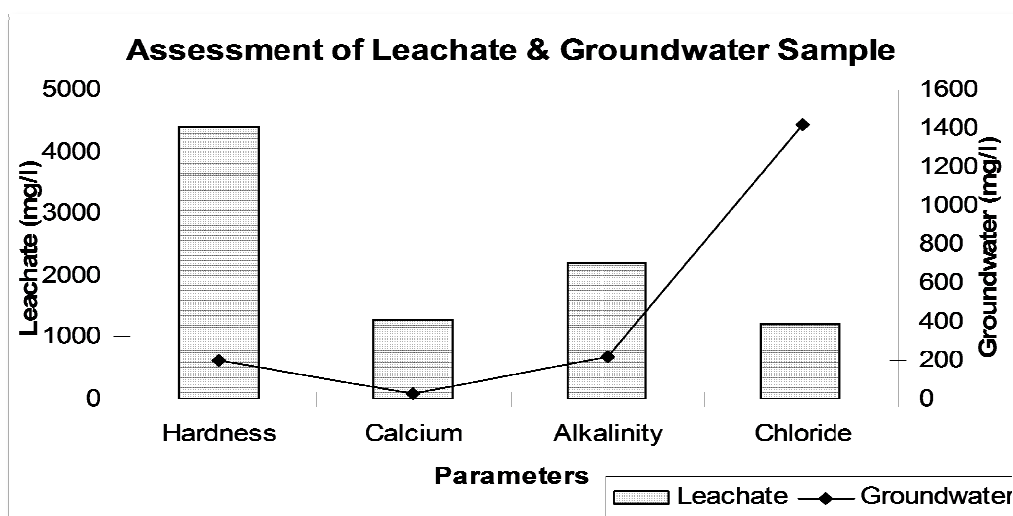 Assessment of Leachate & Groundwater Sample
Leachate (mg/l)
5000
4000
3000
2000
1000
0
1600
1400
1200
1000
800
600
400
200
0
Groundwater (mg/l)
Hardness Calcium Alkalinity Chloride
Parameters
Leachate Groundwater